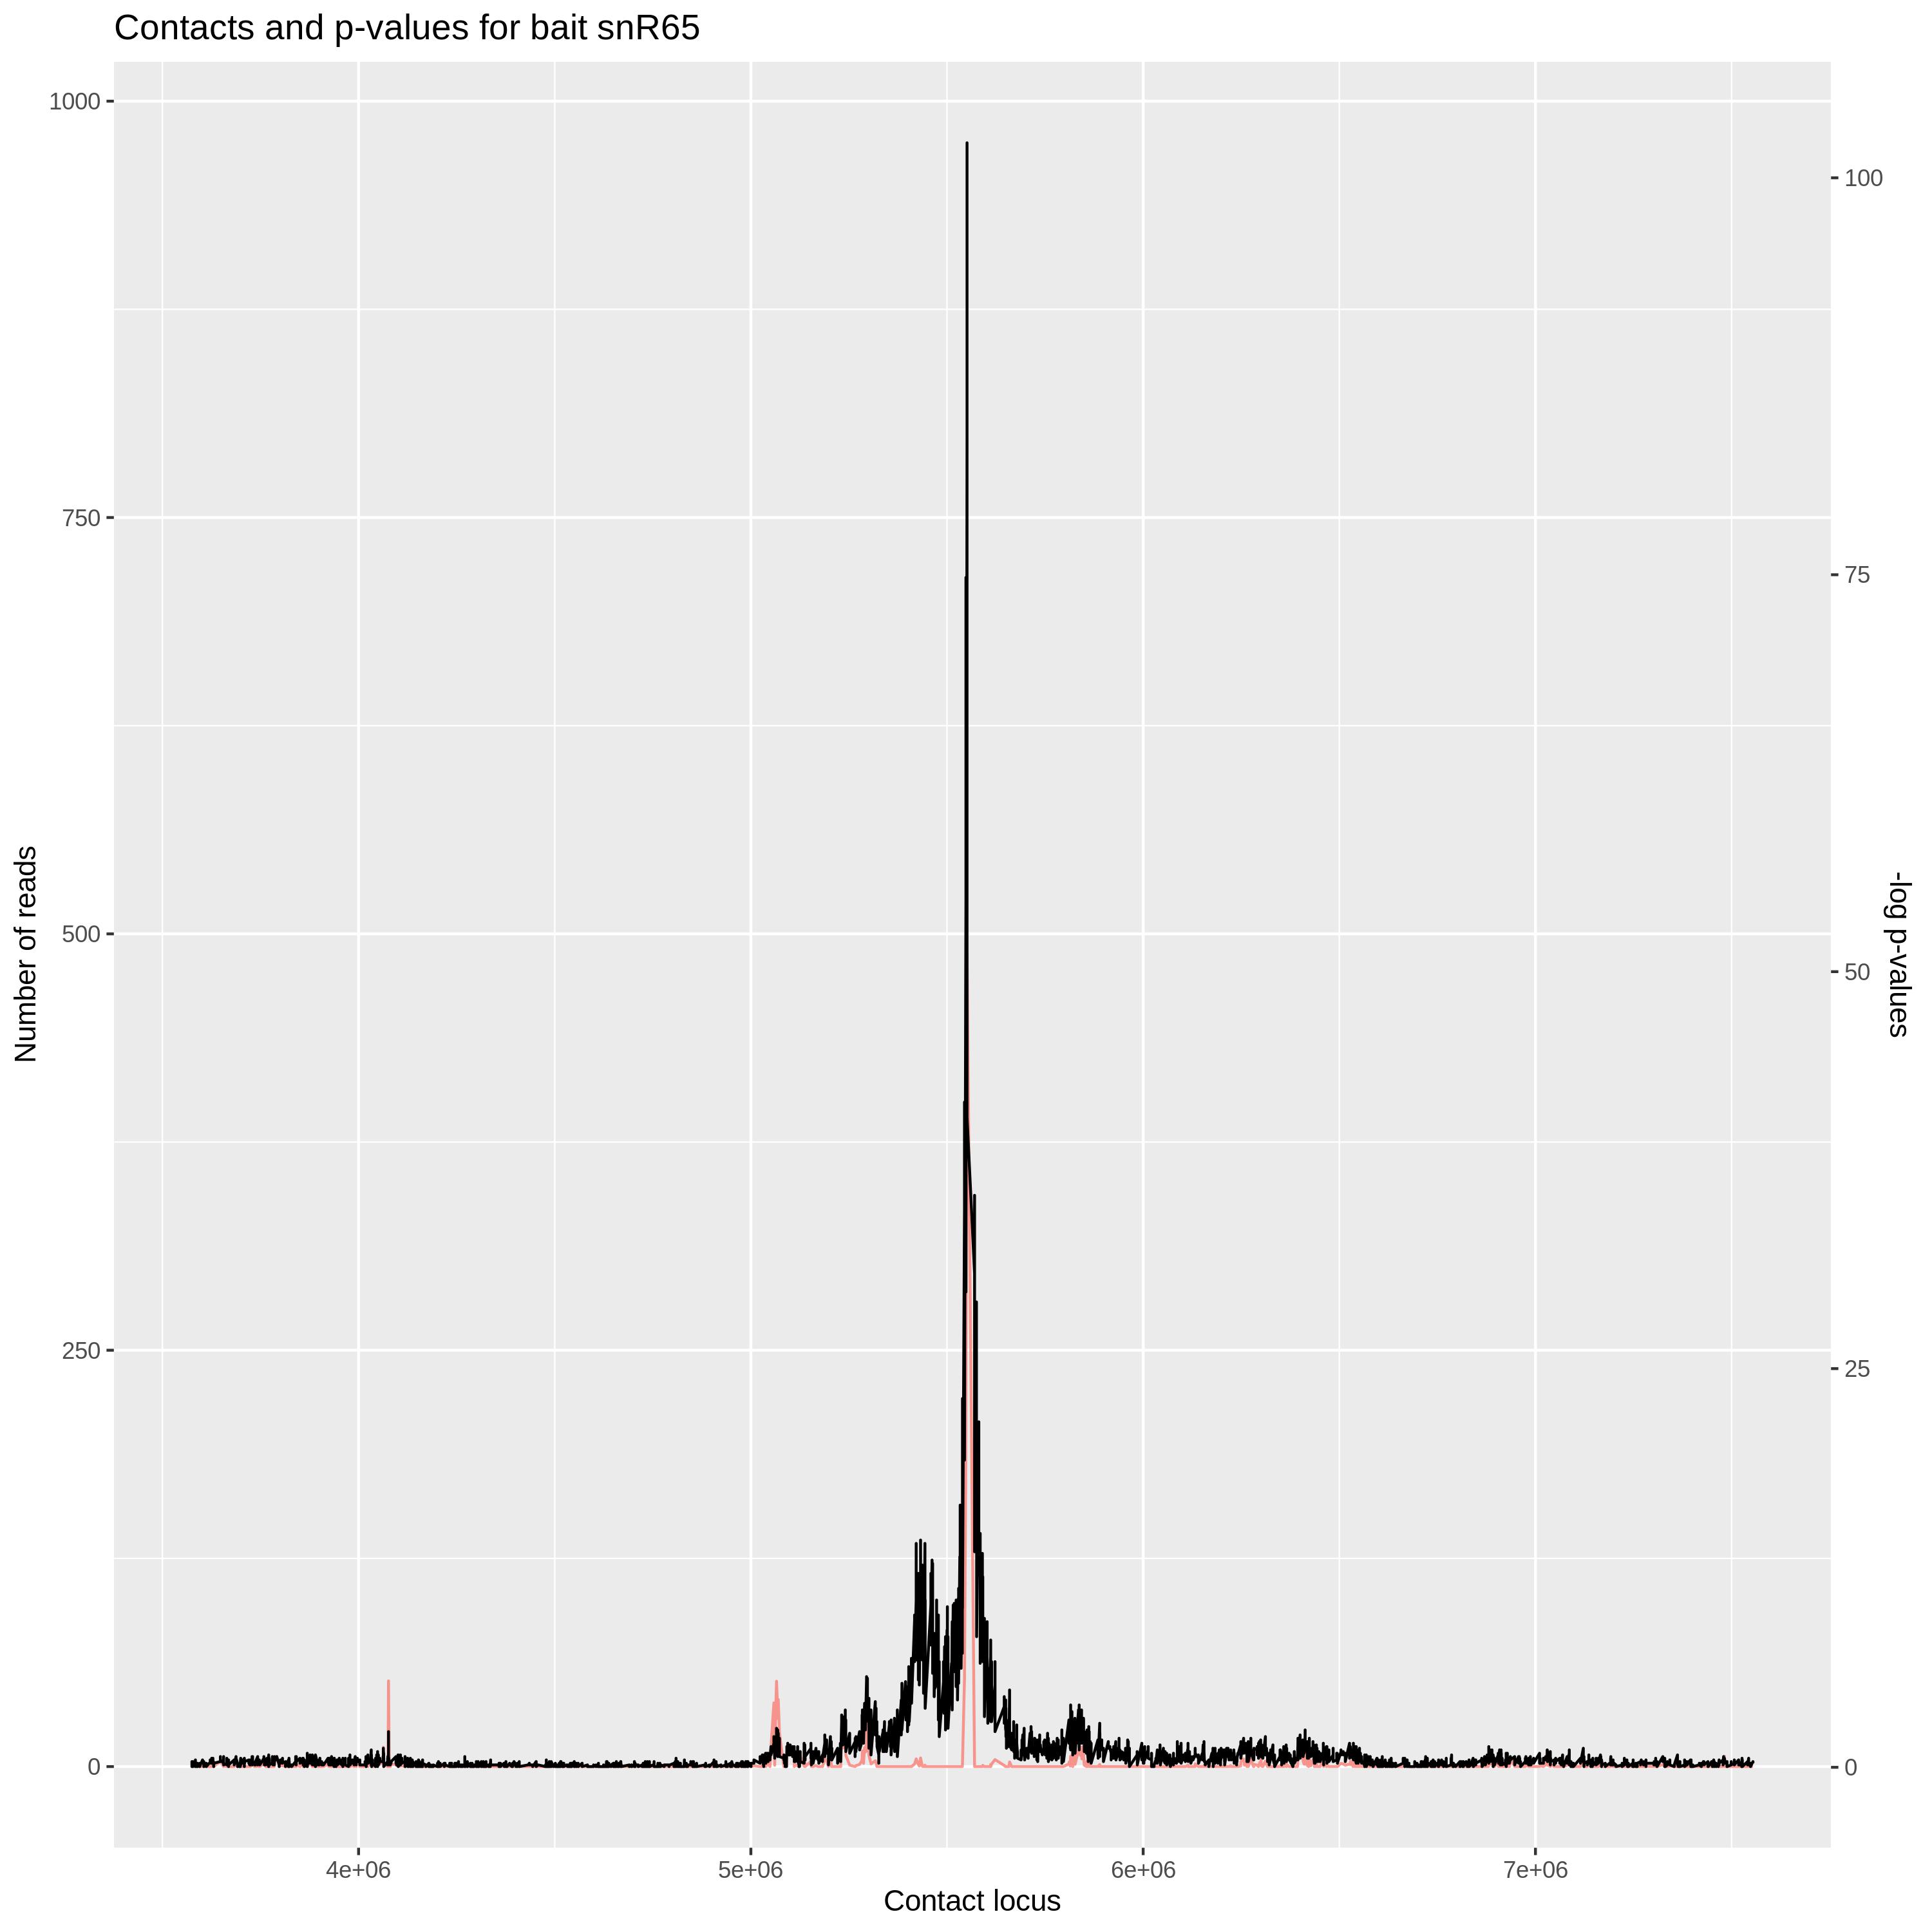 Contacts and p-values for bait snR65
1000
750
500
250
0
Number of reads
100
75
50
25
0
-log p-values
4e+06
5e+06
6e+06
7e+06
Contact locus